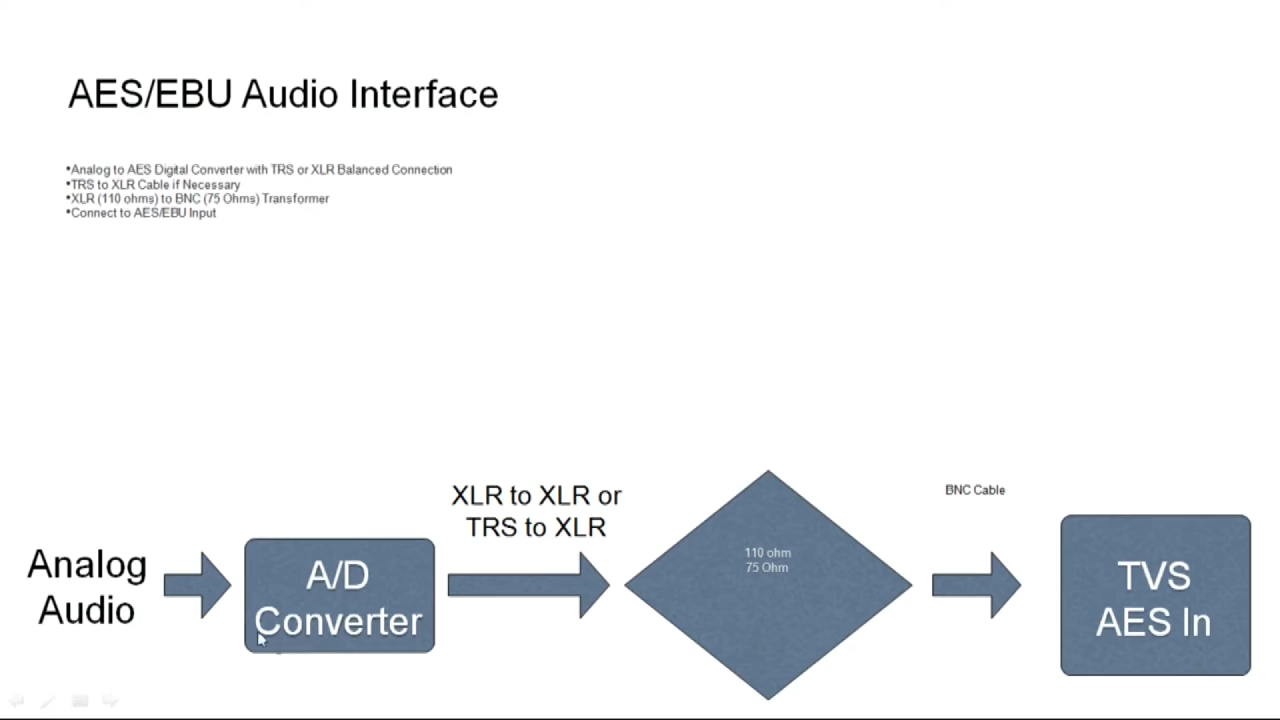 AES/EBU Audio Interface
•Analog to AES Digital Converter with TRS or XLR Balanced Connection
•TRS to XLR Cable if Necessary
•XLR (110 ohms) to BNC (75 Ohms) Transformer
•Connect to AES/EBU Input
Analog
Audio
A/D
Converter
XLR to XLR or
TRS to XLR
110 ohm
75 Ohm
BNC Cable
TVS
AES In